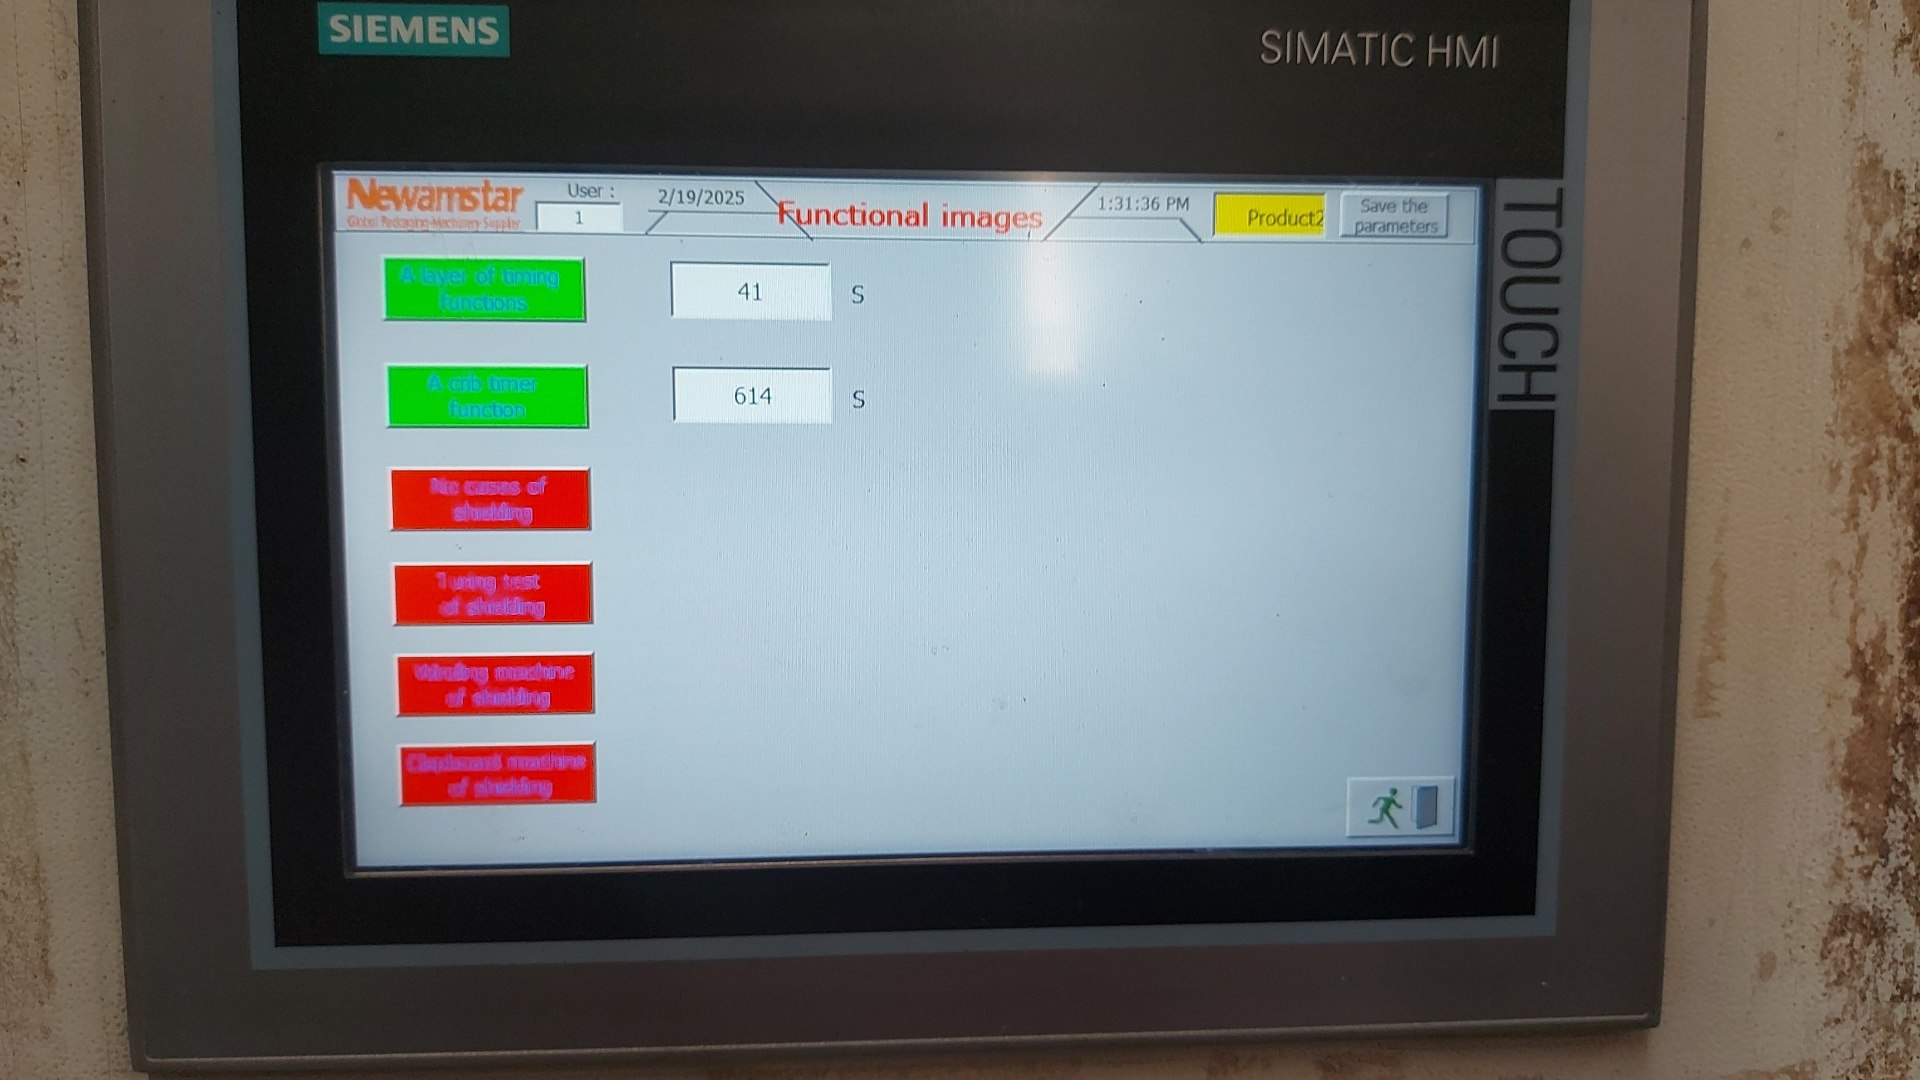 SIEMENS
SIMATIC HMI
TOUCH
Newamstar
Global Packaging Machinery Supplier
User :
1
2/19/2025
Functional images
1:31:36 PM
Product2
Save the
parameters
A layer of timing
functions
41
S
A crib timer
function
614
S
No cases of
shielding
Tuning test
of shielding
Winding machine
of shielding
Clapboard machine
of shielding